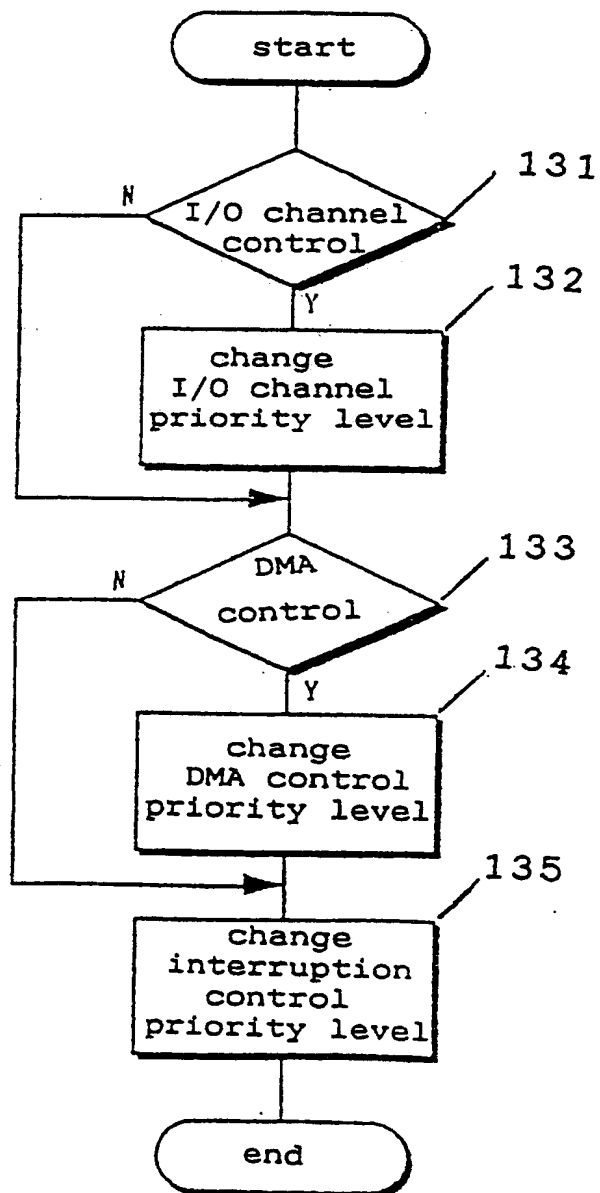 start
131
N
I/O channel
control
Y
132
change
I/O channel
priority level
133
N
DMA
control
Y
134
change
DMA control
priority level
135
change
interruption
control
priority level
end